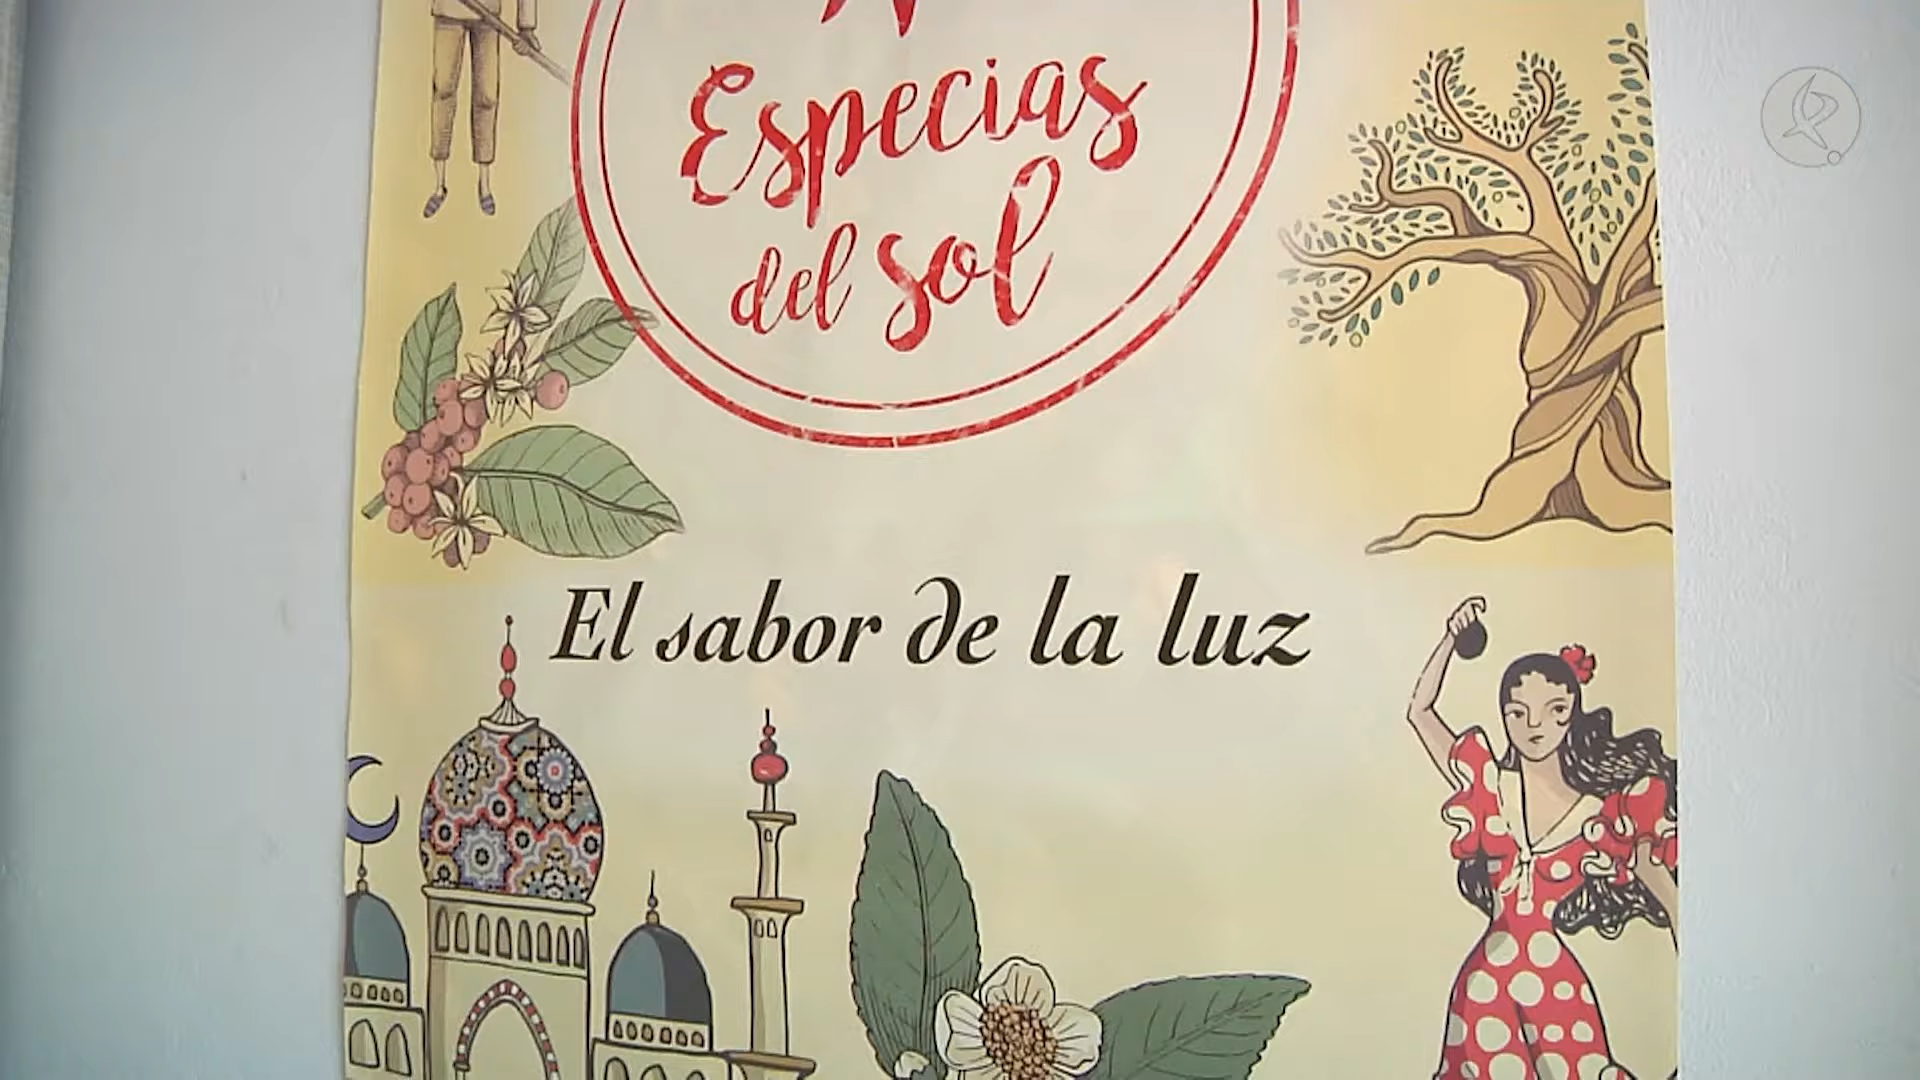 Especias
del sol
El sabor de la luz